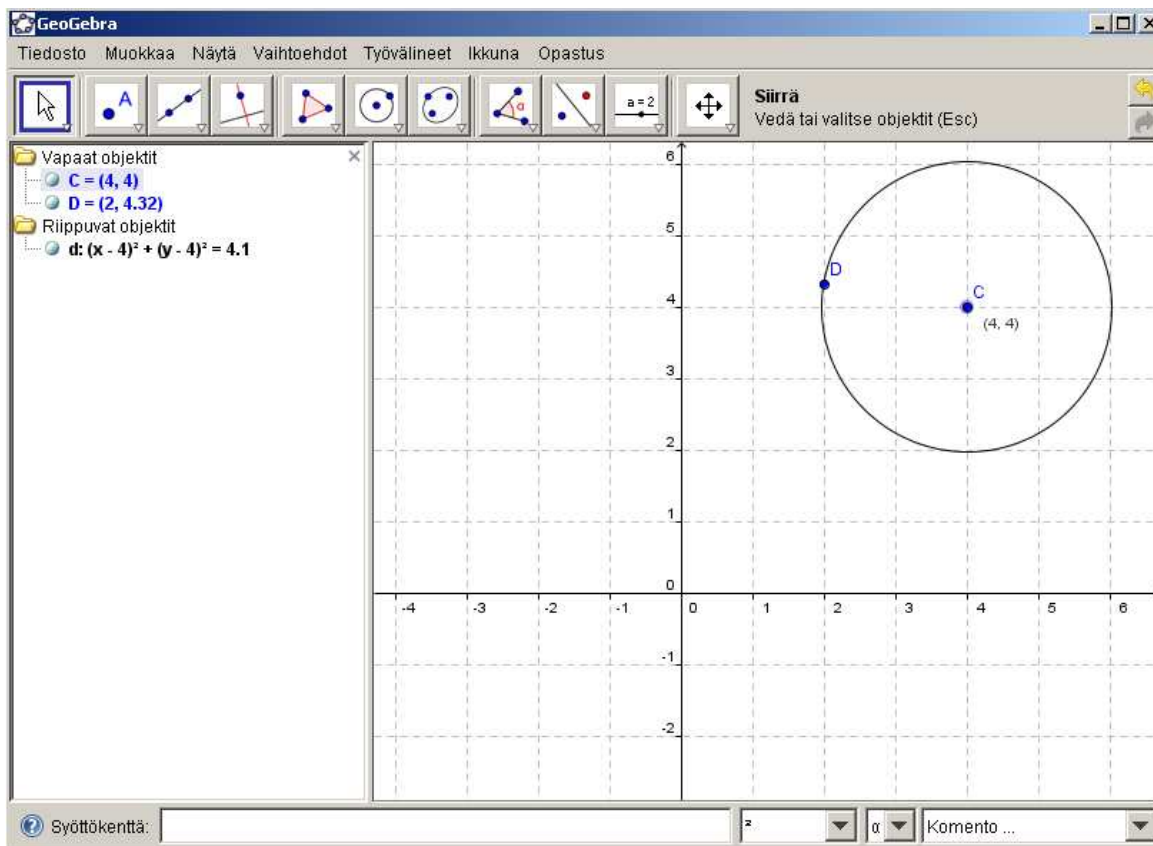 GeoGebra
Tiedosto Muokkaa Näytä Vaihtoehdot Työvälineet Ikkuna Opastus
A
α
a = 2
Siirrä
Vedä tai valitse objektit (Esc)
Vapaat objektit
C = (4, 4)
D = (2, 4.32)
Riippuvat objektit
d: (x - 4)² + (y - 4)² = 4.1
6
5
D
4
C
(4, 4)
3
2
1
0
-4 -3 -2 -1 0 1 2 3 4 5 6
-1
-2
Syöttökenttä: ² α Komento ...